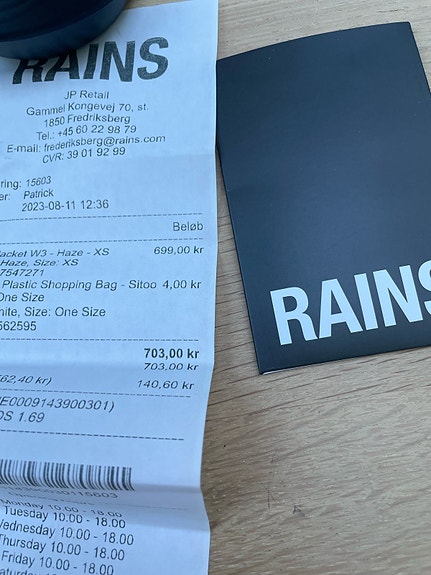 RAINS
JP Retail
Gammel Kongevej 70, st.
1850 Fredriksberg
Tel.: +45 60 22 98 79
E-mail: frederiksberg@rains.com
CVR: 39 01 92 99
ring: 15603
er: Patrick
2023-08-11 12:36
Beløb
acket W3 - Haze - XS 699,00 kr
Haze, Size: XS
7547271
Plastic Shopping Bag - Sitoo 4,00 kr
One Size
hite, Size: One Size
562595
703,00 kr
703,00 kr
(62,40 kr) 140,60 kr
E0009143900301)
DS 1.69
Monday 10.00 - 18.00
Tuesday 10.00 - 18.00
Wednesday 10.00 - 18.00
Thursday 10.00 - 18.00
Friday 10.00 - 18.00
RAINS